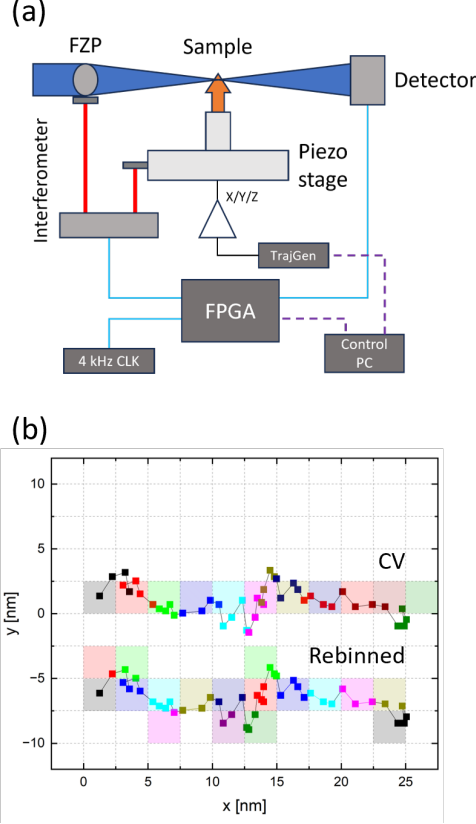 (a)
FZP
Sample
Detector
Interferometer
Piezo
stage
X/Y/Z
TrajGen
FPGA
Control
PC
4 kHz CLK
(b)
10
5
0
−5
−10
y [nm]
CV
Rebinned
0 5 10 15 20 25
x [nm]